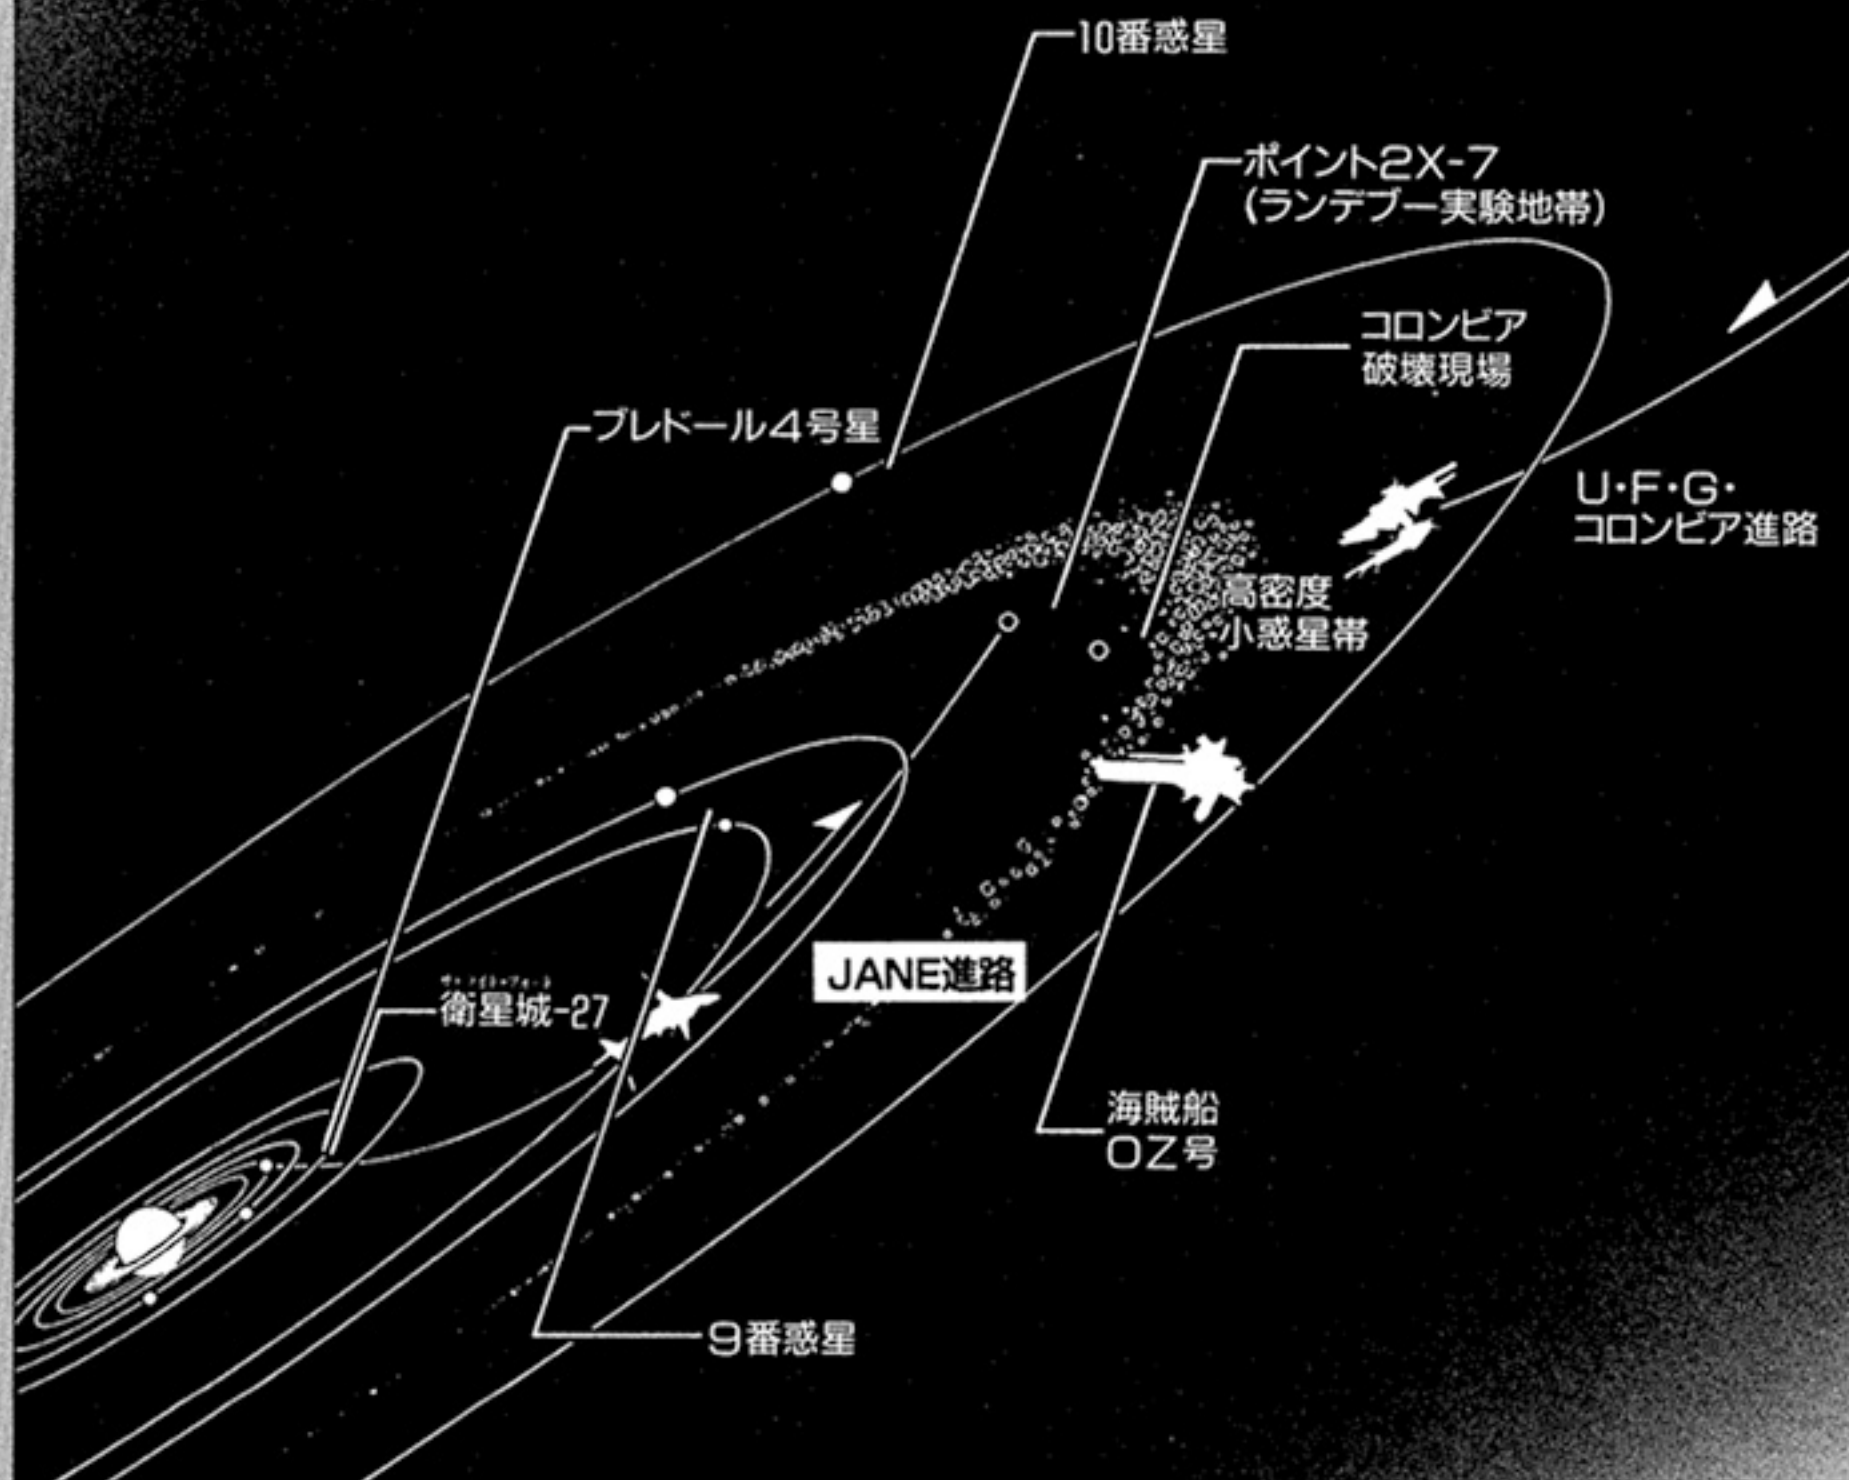 10番惑星
ポイント2X-7
(ランデブー実験地帯)
コロンビア
破壊現場
ブレドール4号星
U・F・G・
コロンビア進路
高密度
小惑星帯
JANE進路
衛星城-27
海賊船
OZ号
9番惑星